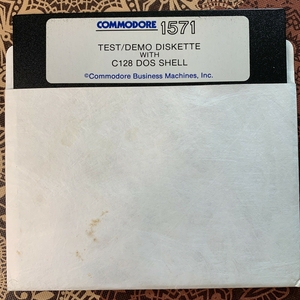 COMMODORE 1571
TEST/DEMO DISKETTE
WITH
C128 DOS SHELL
©Commodore Business Machines, Inc.